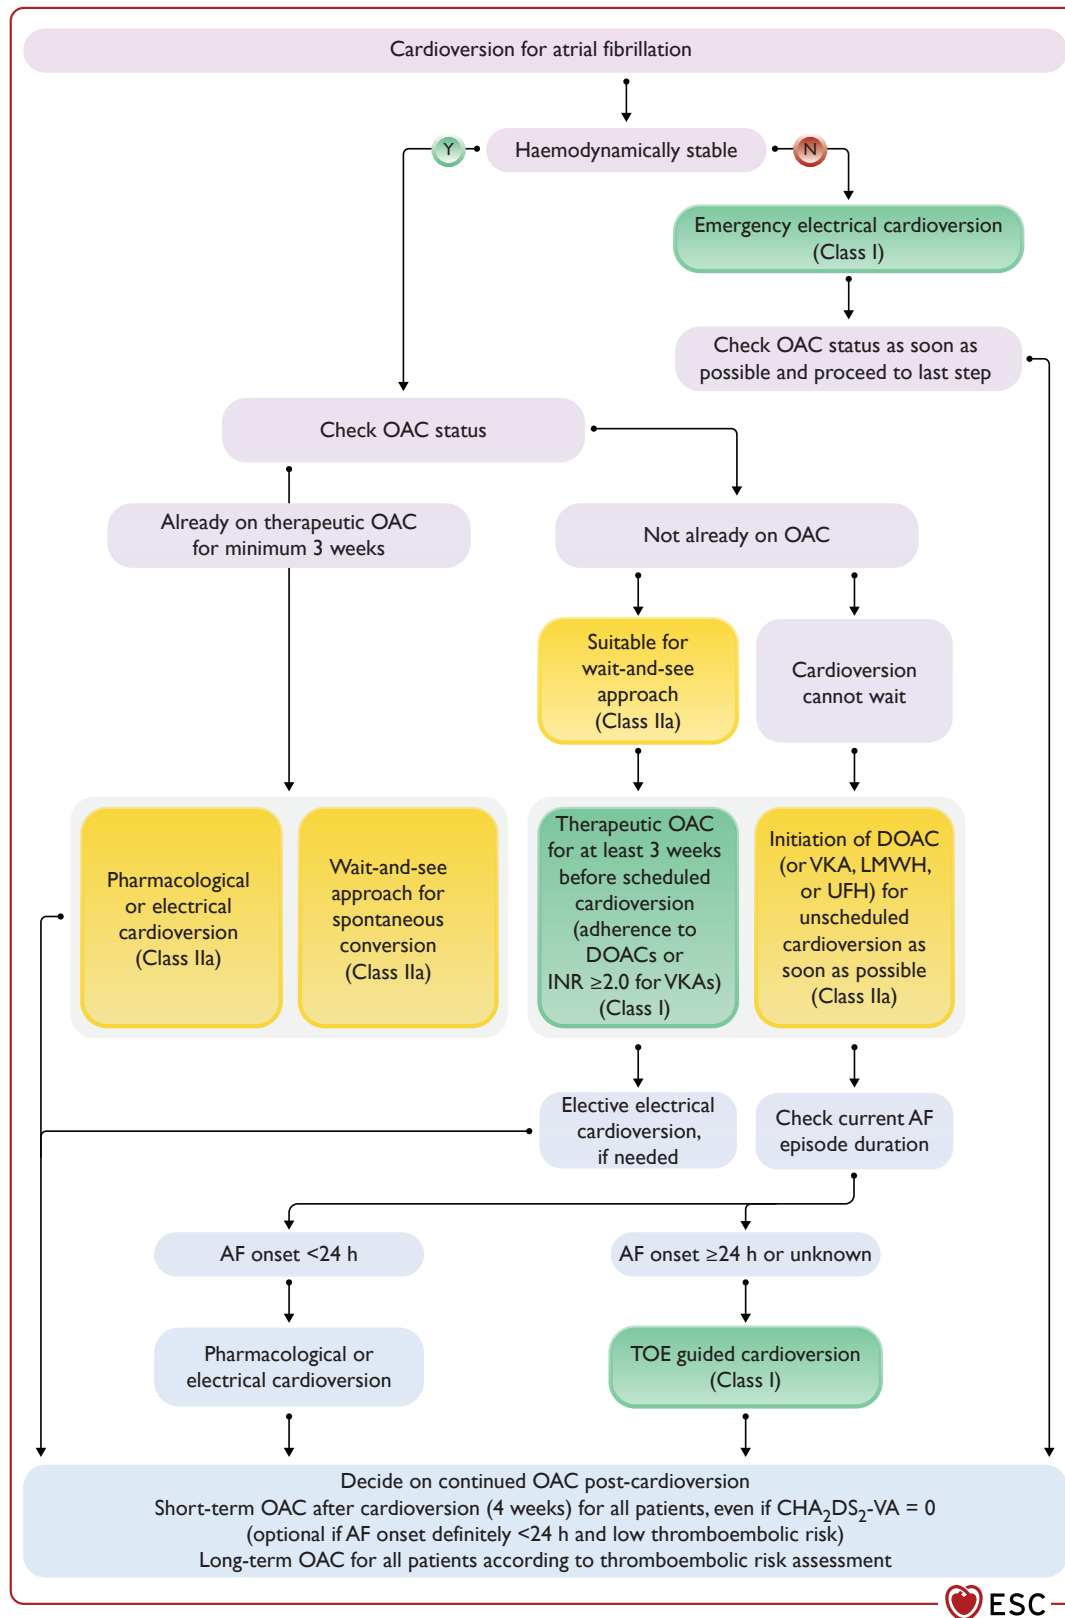 Cardioversion for atrial fibrillation
Y
Haemodynamically stable
N
Emergency electrical cardioversion
(Class I)
Check OAC status as soon as
possible and proceed to last step
Check OAC status
Already on therapeutic OAC
for minimum 3 weeks
Not already on OAC
Suitable for
wait-and-see
approach
(Class IIa)
Cardioversion
cannot wait
Pharmacological
or electrical
cardioversion
(Class IIa)
Wait-and-see
approach for
spontaneous
conversion
(Class IIa)
Therapeutic OAC
for at least 3 weeks
before scheduled
cardioversion
(adherence to
DOACs or
INR ≥2.0 for VKAs)
(Class I)
Initiation of DOAC
(or VKA, LMWH,
or UFH) for
unscheduled
cardioversion as
soon as possible
(Class IIa)
Elective electrical
cardioversion,
if needed
Check current AF
episode duration
AF onset <24 h
AF onset ≥24 h or unknown
Pharmacological or
electrical cardioversion
TOE guided cardioversion
(Class I)
Decide on continued OAC post-cardioversion
Short-term OAC after cardioversion (4 weeks) for all patients, even if CHA₂DS₂-VA = 0
(optional if AF onset definitely <24 h and low thromboembolic risk)
Long-term OAC for all patients according to thromboembolic risk assessment
ESC